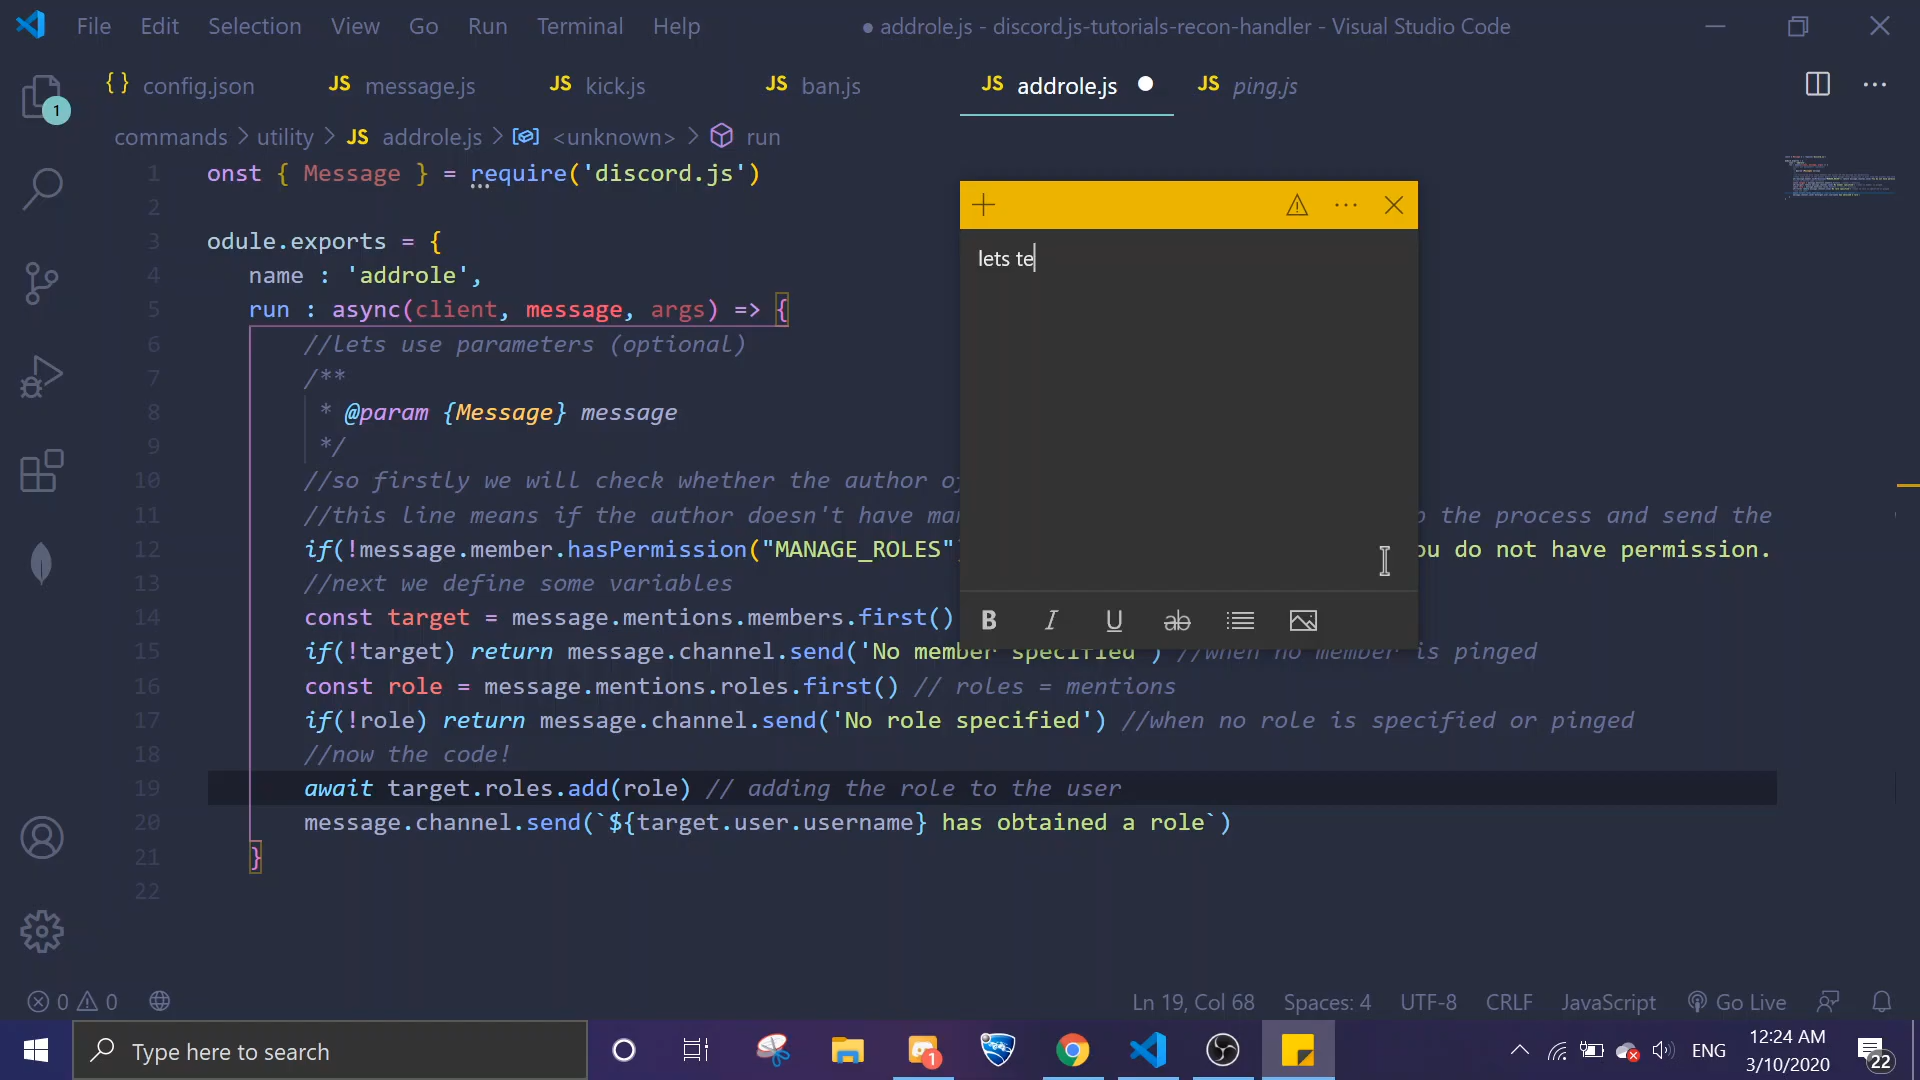 File Edit Selection View Go Run Terminal Help
● addrole.js - discord.js-tutorials-recon-handler - Visual Studio Code
{ } config.json JS message.js JS kick.js JS ban.js JS addrole.js JS ping.js
1
commands > utility > JS addrole.js > <unknown> > run
1 onst { Message } = require('discord.js')
2
3 odule.exports = {
4 name : 'addrole',
5 run : async(client, message, args) => {
6 //lets use parameters (optional)
7 /**
8 * @param {Message} message
9 */
10 //so firstly we will check whether the author of
11 //this line means if the author doesn't have the process and send the
12 if(!message.member.hasPermission("MANAGE_ROLES" do not have permission.
13 //next we define some variables
14 const target = message.mentions.members.first()
15 if(!target) return message.channel.send('No member specified') //when no member is pinged
16 const role = message.mentions.roles.first() // roles = mentions
17 if(!role) return message.channel.send('No role specified') //when no role is specified or pinged
18 //now the code!
19 await target.roles.add(role) // adding the role to the user
20 message.channel.send(`${target.user.username} has obtained a role`)
21 }
22
lets te
B I U ab
0 0 Ln 19, Col 68 Spaces: 4 UTF-8 CRLF JavaScript Go Live
Type here to search
1
ENG
12:24 AM
3/10/2020
22